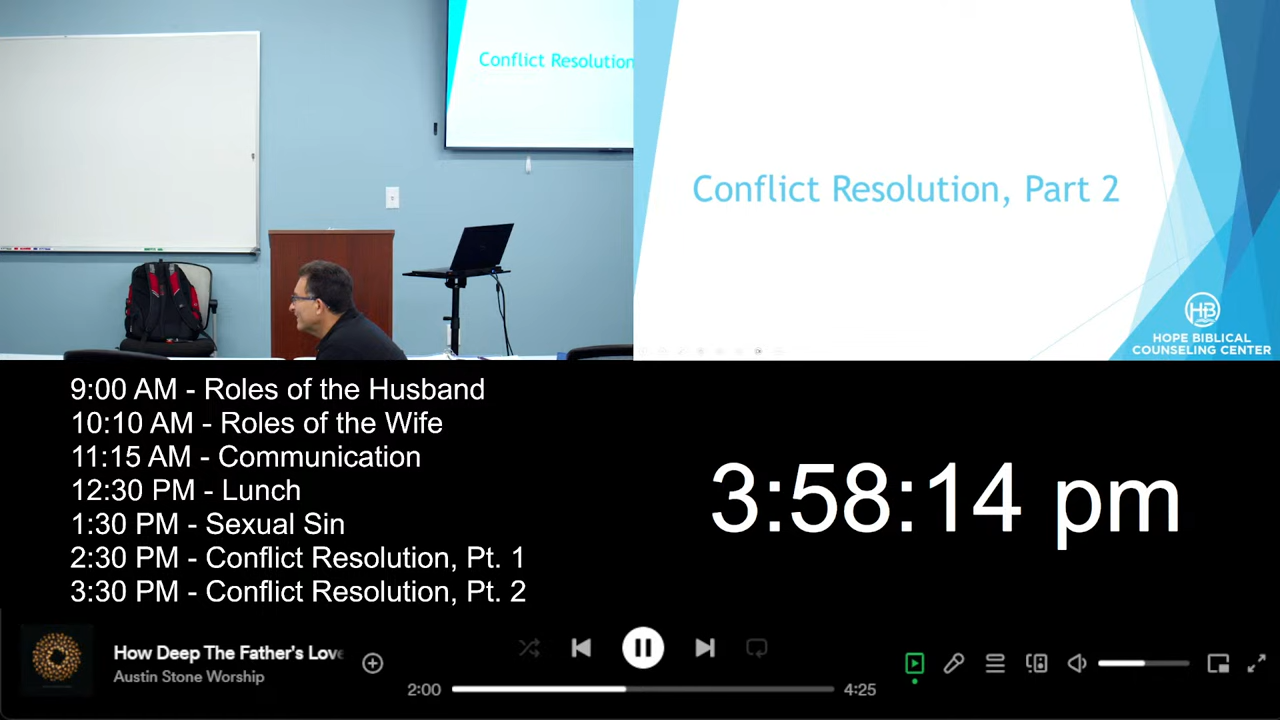 Conflict Resolution
Conflict Resolution, Part 2
HB
HOPE BIBLICAL
COUNSELING CENTER
9:00 AM - Roles of the Husband
10:10 AM - Roles of the Wife
11:15 AM - Communication
12:30 PM - Lunch
1:30 PM - Sexual Sin
2:30 PM - Conflict Resolution, Pt. 1
3:30 PM - Conflict Resolution, Pt. 2
3:58:14 pm
How Deep The Father's Love
Austin Stone Worship
2:00
4:25